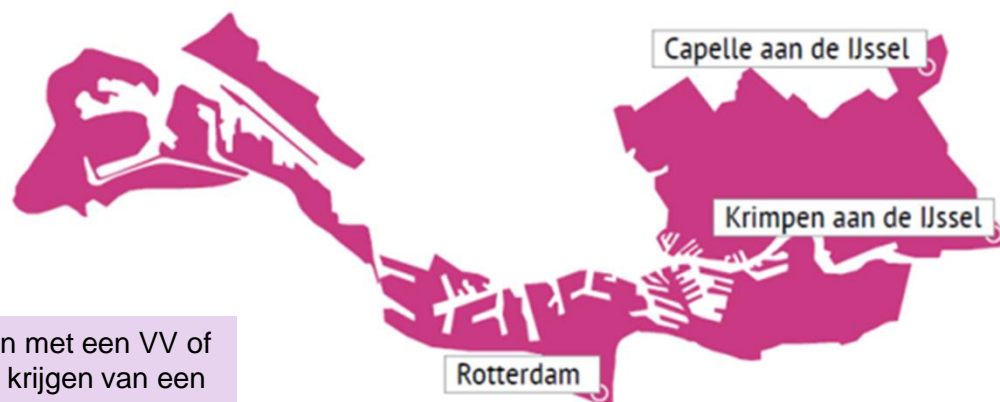 Capelle aan de IJssel
Krimpen aan de IJssel
n met een VV of
krijgen van een
Rotterdam